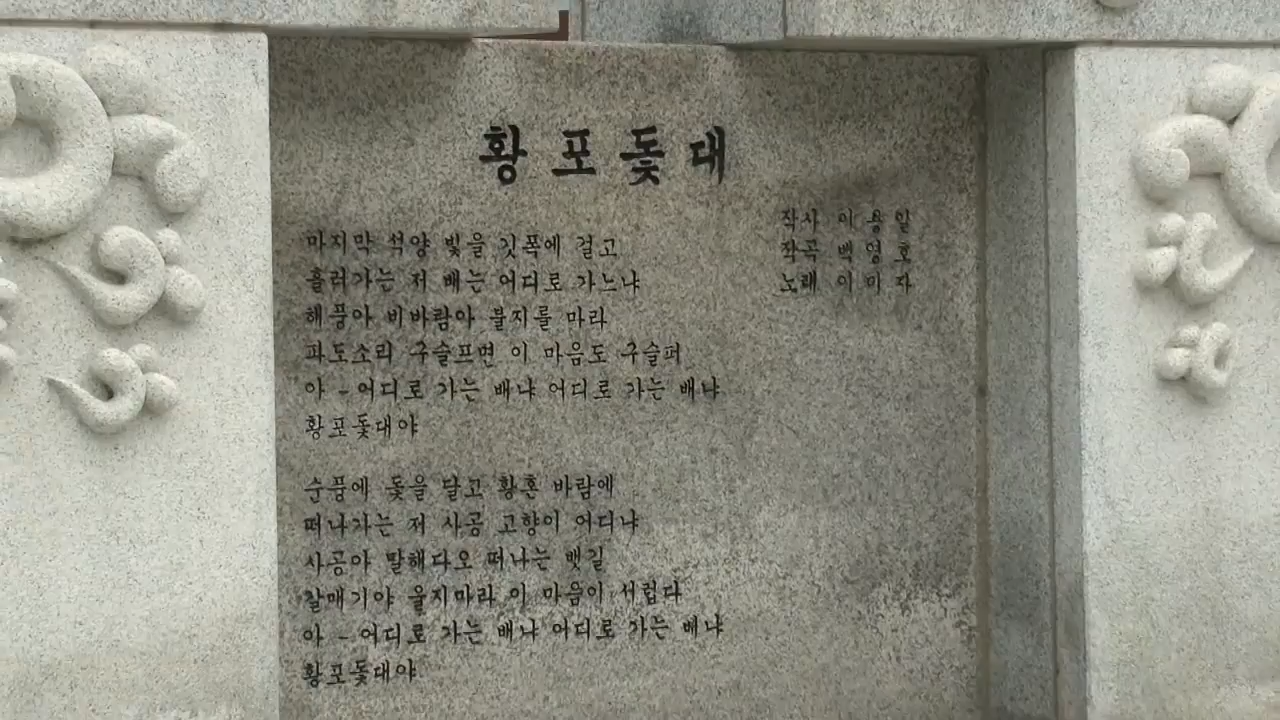 황포돛대
작사 이용일
작곡 백영호
노래 이미자
마지막 석양 빛을 깃폭에 걸고
흘러가는 저 배는 어디로 가느냐
해풍아 비바람아 불지를 마라
파도소리 구슬프면 이 마음도 구슬퍼
아 - 어디로 가는 배냐 어디로 가는 배냐
황포돛대야
순풍에 돛을 달고 황혼 바람에
떠나가는 저 사공 고향이 어디냐
사공아 말해다오 떠나는 뱃길
갈매기야 울지마라 이 마음이 서럽다
아 - 어디로 가는 배냐 어디로 가는 배냐
황포돛대야